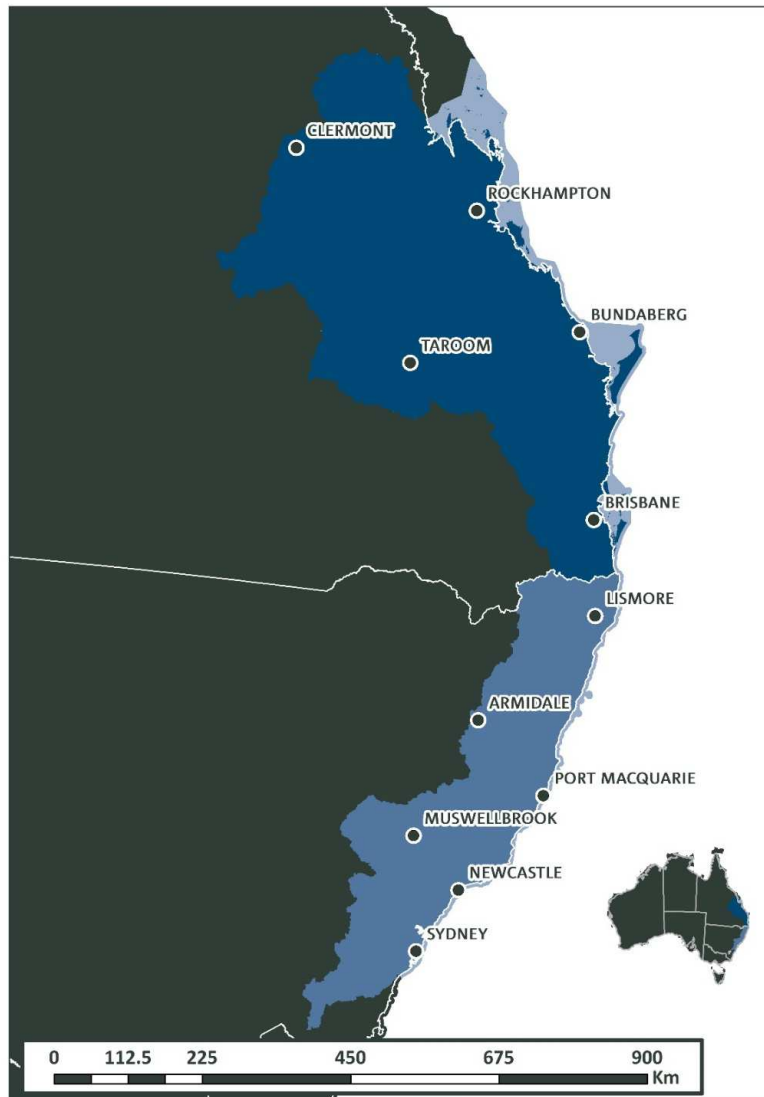 CLERMONT
ROCKHAMPTON
BUNDABERG
TAROOM
BRISBANE
LISMORE
ARMIDALE
PORT MACQUARIE
MUSWELLBROOK
NEWCASTLE
SYDNEY
0 112.5 225 450 675 900
Km